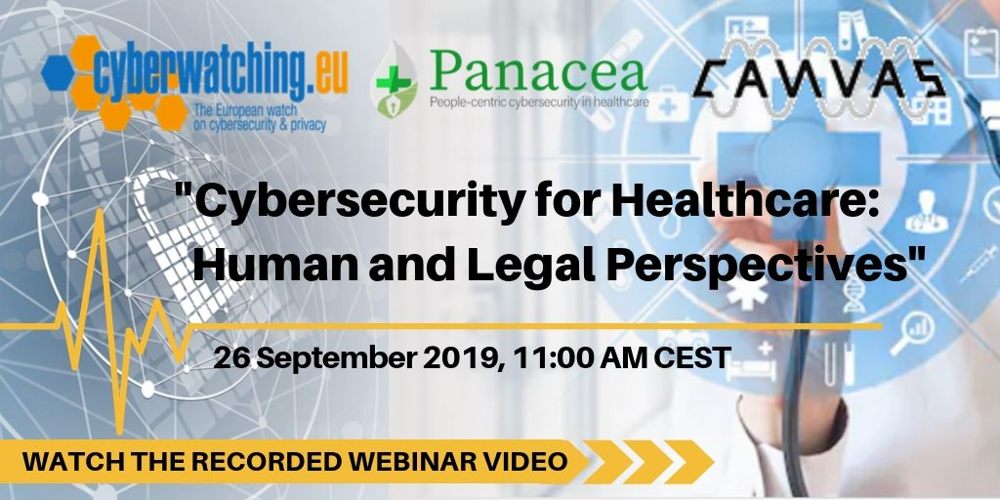 cyberwatching.eu
The European watch
on cybersecurity & privacy
Panacea
People-centric cybersecurity in healthcare
CANVAS
"Cybersecurity for Healthcare:
Human and Legal Perspectives"
26 September 2019, 11:00 AM CEST
WATCH THE RECORDED WEBINAR VIDEO